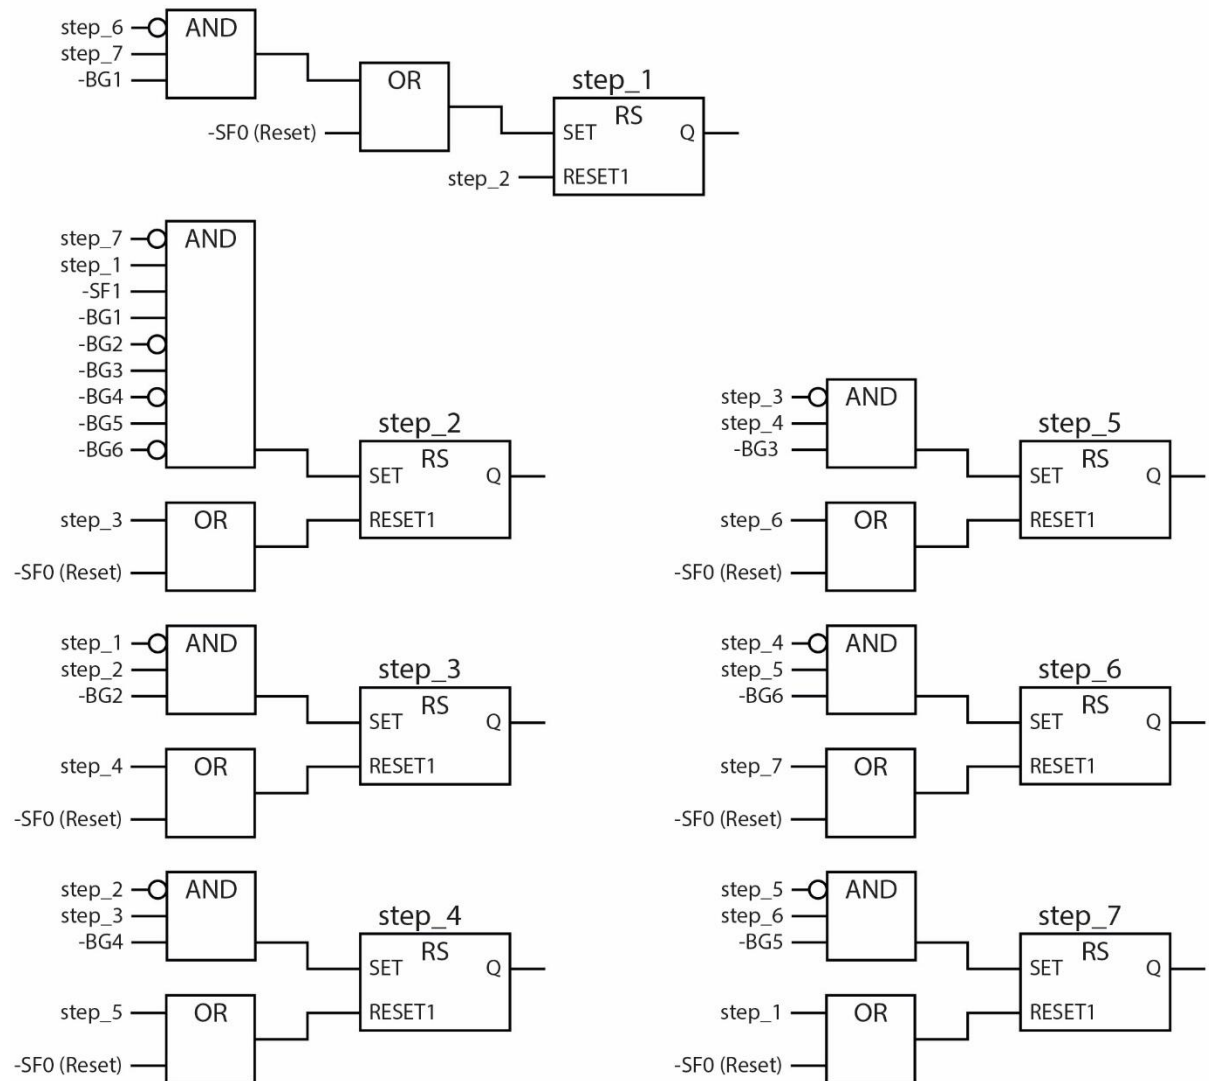 step_6
AND
step_7
-BG1
OR
-SF0 (Reset)
step_1
RS
SET
Q
step_2
RESET1
step_7
AND
step_1
-SF1
-BG1
-BG2
-BG3
-BG4
-BG5
-BG6
step_2
RS
SET
Q
step_3
OR
RESET1
-SF0 (Reset)
step_1
AND
step_2
-BG2
step_3
RS
SET
Q
step_4
OR
RESET1
-SF0 (Reset)
step_2
AND
step_3
-BG4
step_4
RS
SET
Q
step_5
OR
RESET1
-SF0 (Reset)
step_3
AND
step_4
-BG3
step_5
RS
SET
Q
step_6
OR
RESET1
-SF0 (Reset)
step_4
AND
step_5
-BG6
step_6
RS
SET
Q
step_7
OR
RESET1
-SF0 (Reset)
step_5
AND
step_6
-BG5
step_7
RS
SET
Q
step_1
OR
RESET1
-SF0 (Reset)